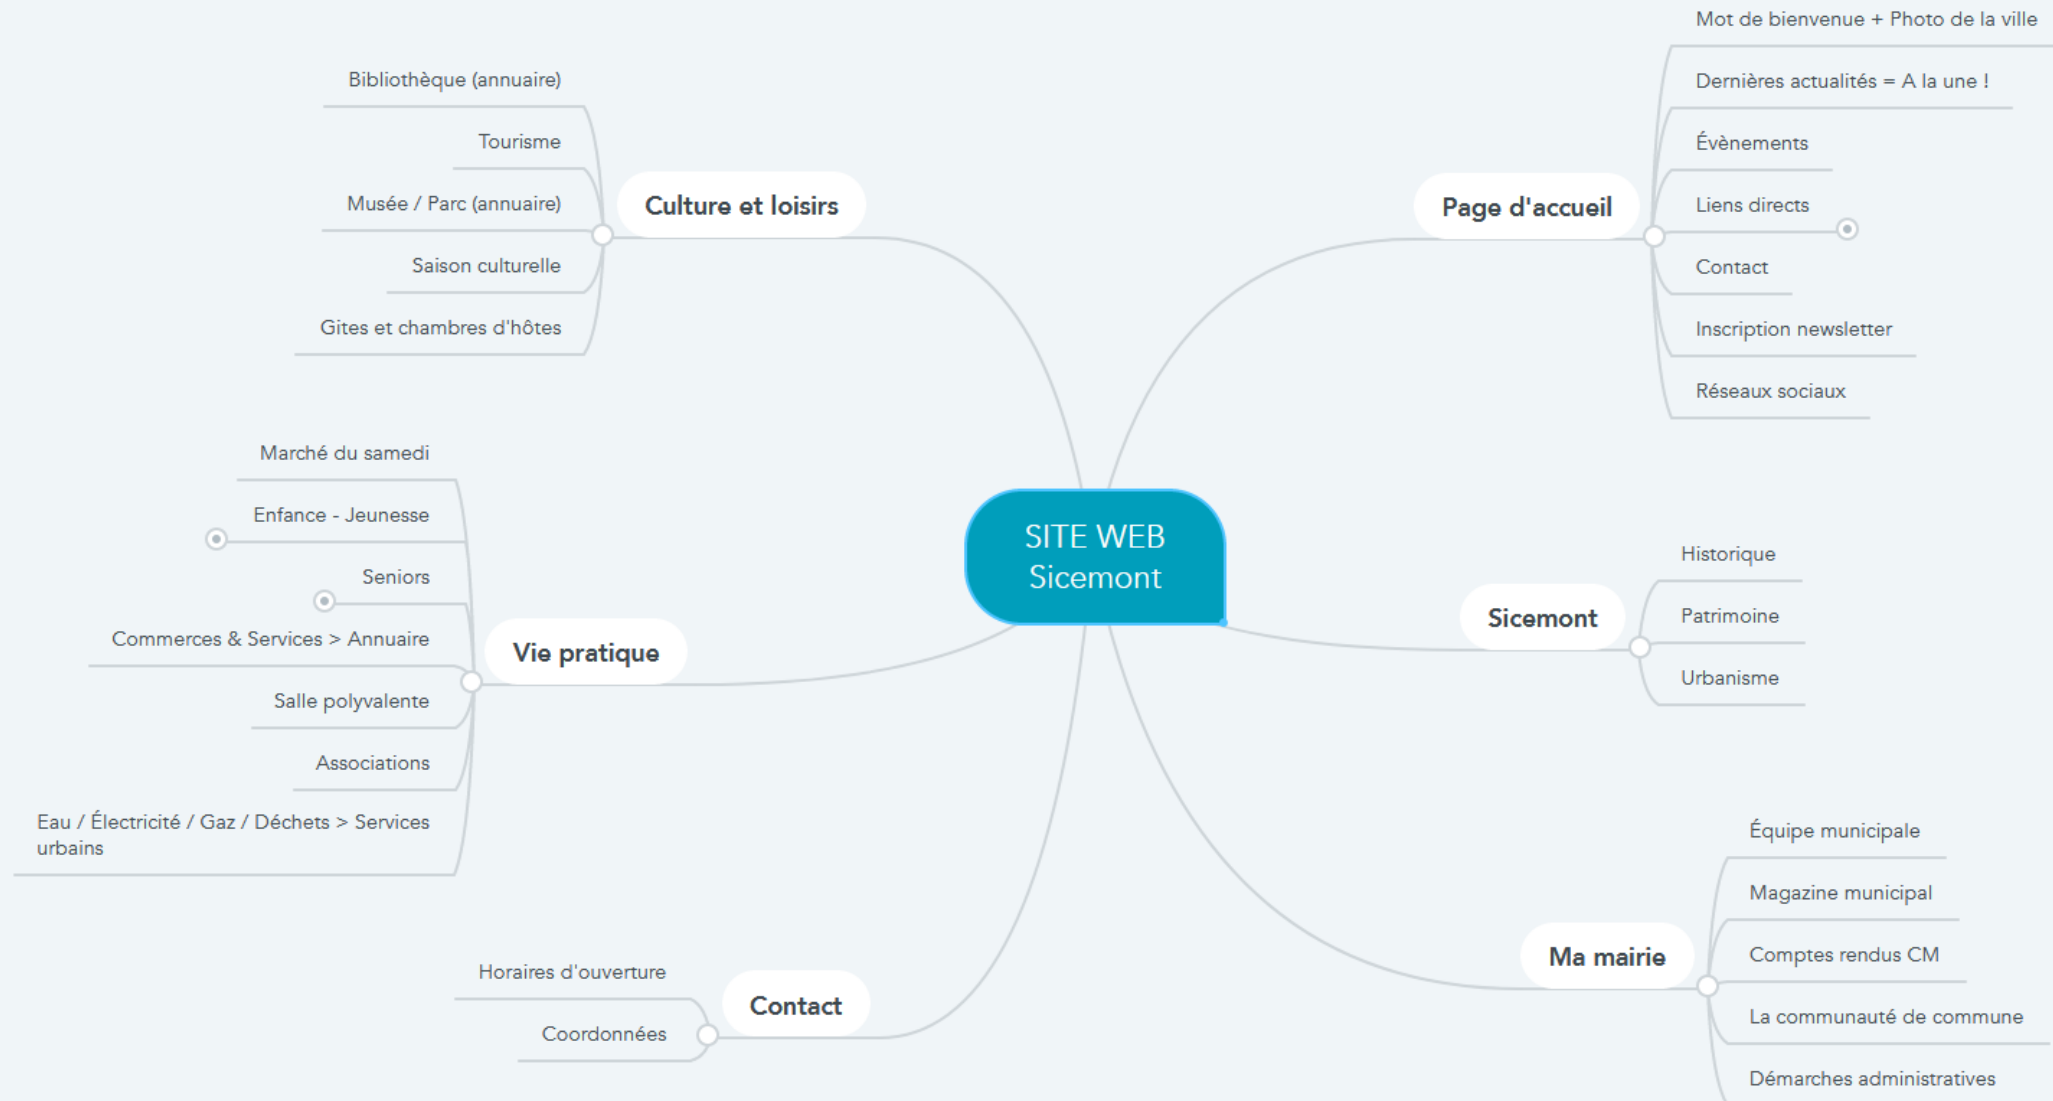 SITE WEB
Sicemont
Culture et loisirs
Bibliothèque (annuaire)
Tourisme
Musée / Parc (annuaire)
Saison culturelle
Gites et chambres d'hôtes
Page d'accueil
Mot de bienvenue + Photo de la ville
Dernières actualités = A la une !
Évènements
Liens directs
Contact
Inscription newsletter
Réseaux sociaux
Vie pratique
Marché du samedi
Enfance - Jeunesse
Seniors
Commerces & Services > Annuaire
Salle polyvalente
Associations
Eau / Électricité / Gaz / Déchets > Services
urbains
Sicemont
Historique
Patrimoine
Urbanisme
Contact
Horaires d'ouverture
Coordonnées
Ma mairie
Équipe municipale
Magazine municipal
Comptes rendus CM
La communauté de commune
Démarches administratives